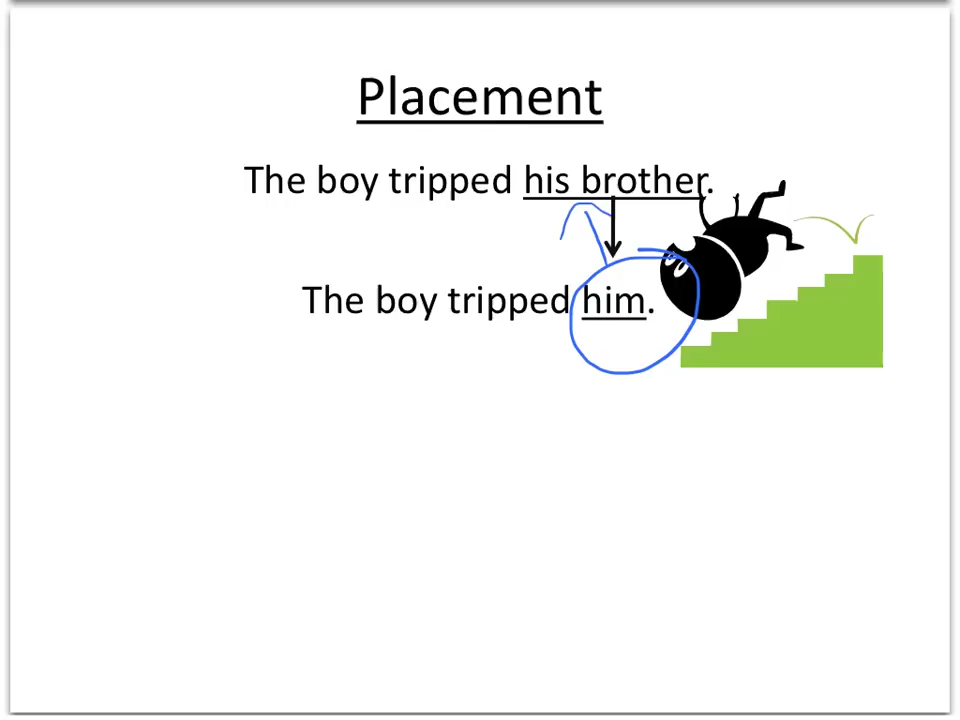 Placement
The boy tripped his brother.
The boy tripped him.